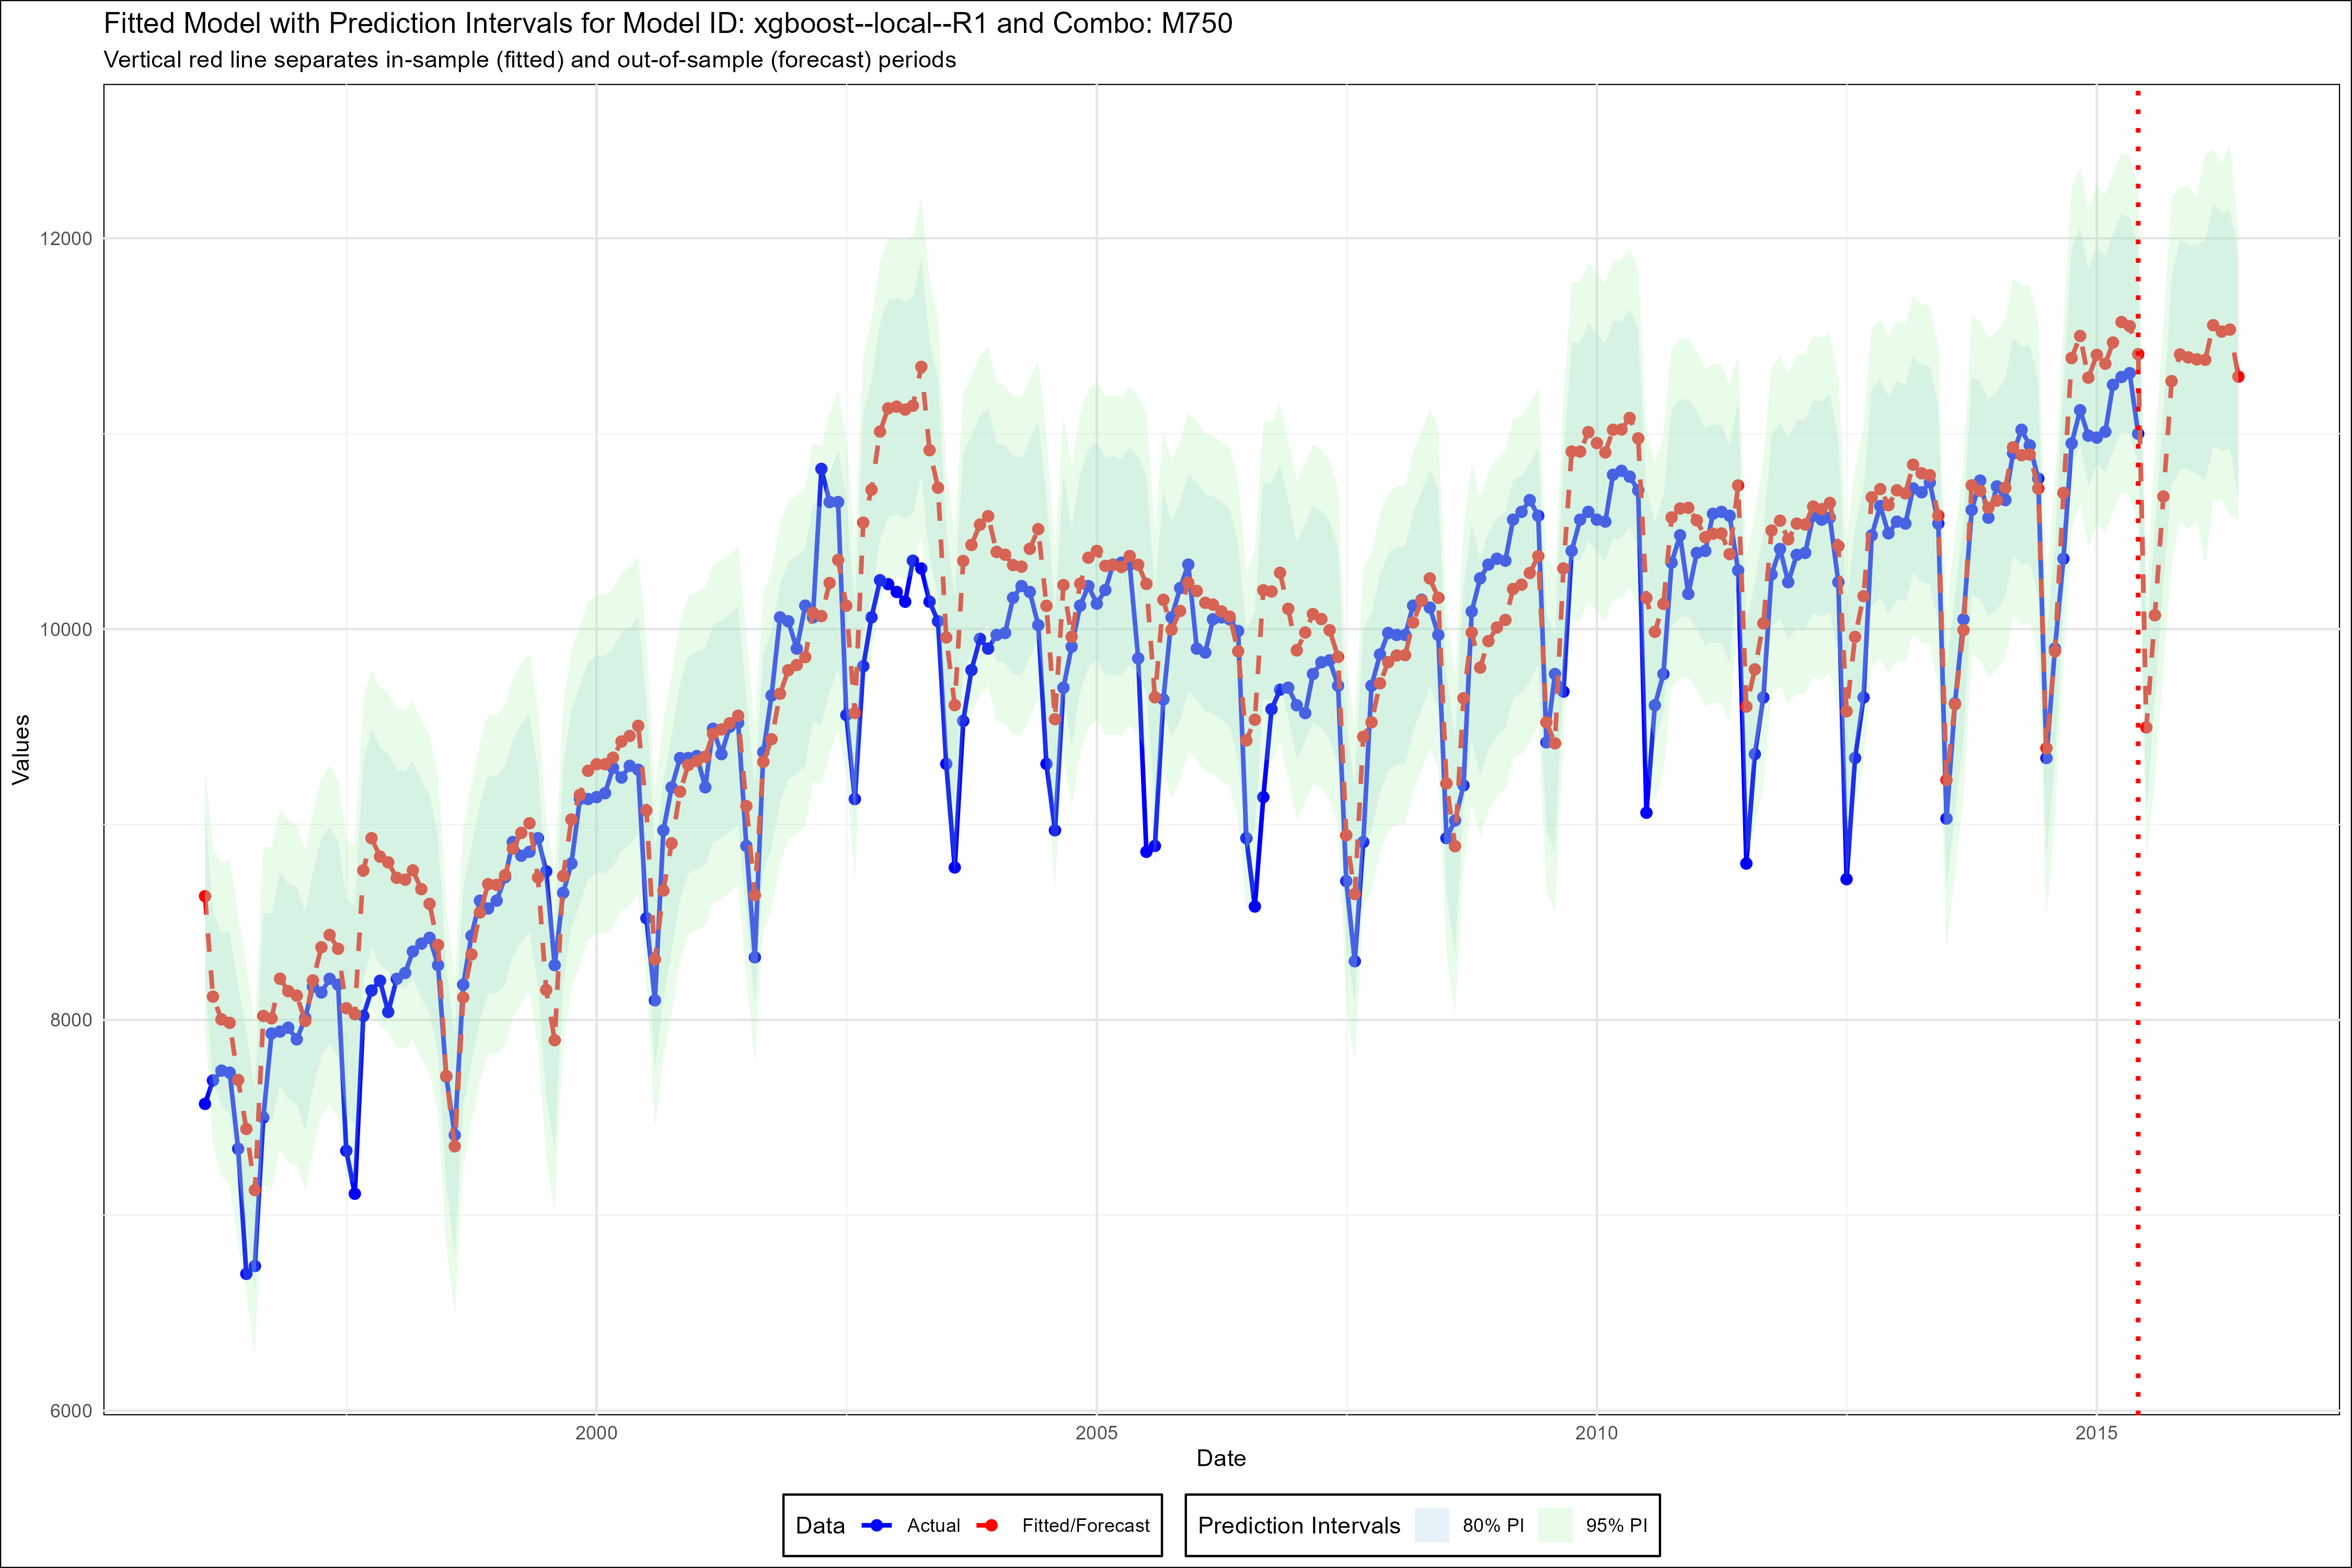 Fitted Model with Prediction Intervals for Model ID: xgboost--local--R1 and Combo: M750
Vertical red line separates in-sample (fitted) and out-of-sample (forecast) periods
Values
12000
10000
8000
6000
2000 2005 2010 2015
Date
Data Actual Fitted/Forecast Prediction Intervals 80% PI 95% PI